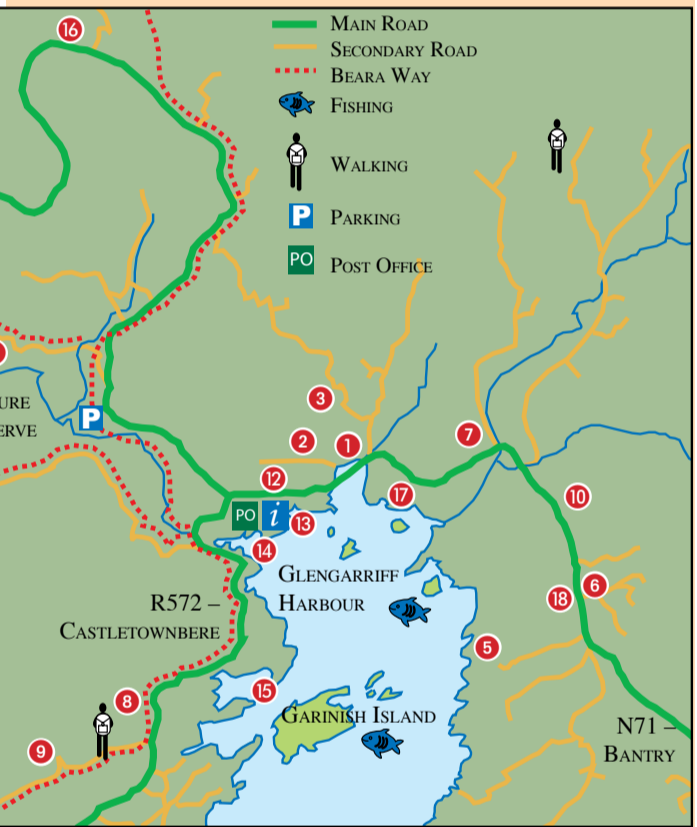 16
MAIN ROAD
SECONDARY ROAD
BEARA WAY
FISHING
WALKING
P PARKING
PO POST OFFICE
3
URE
ERVE
P
2
1
7
12
17
10
PO i 13
14
GLENGARRIFF
HARBOUR
R572 –
CASTLETOWNBERE
18
6
5
15
8
GARINISH ISLAND
9
N71 –
BANTRY